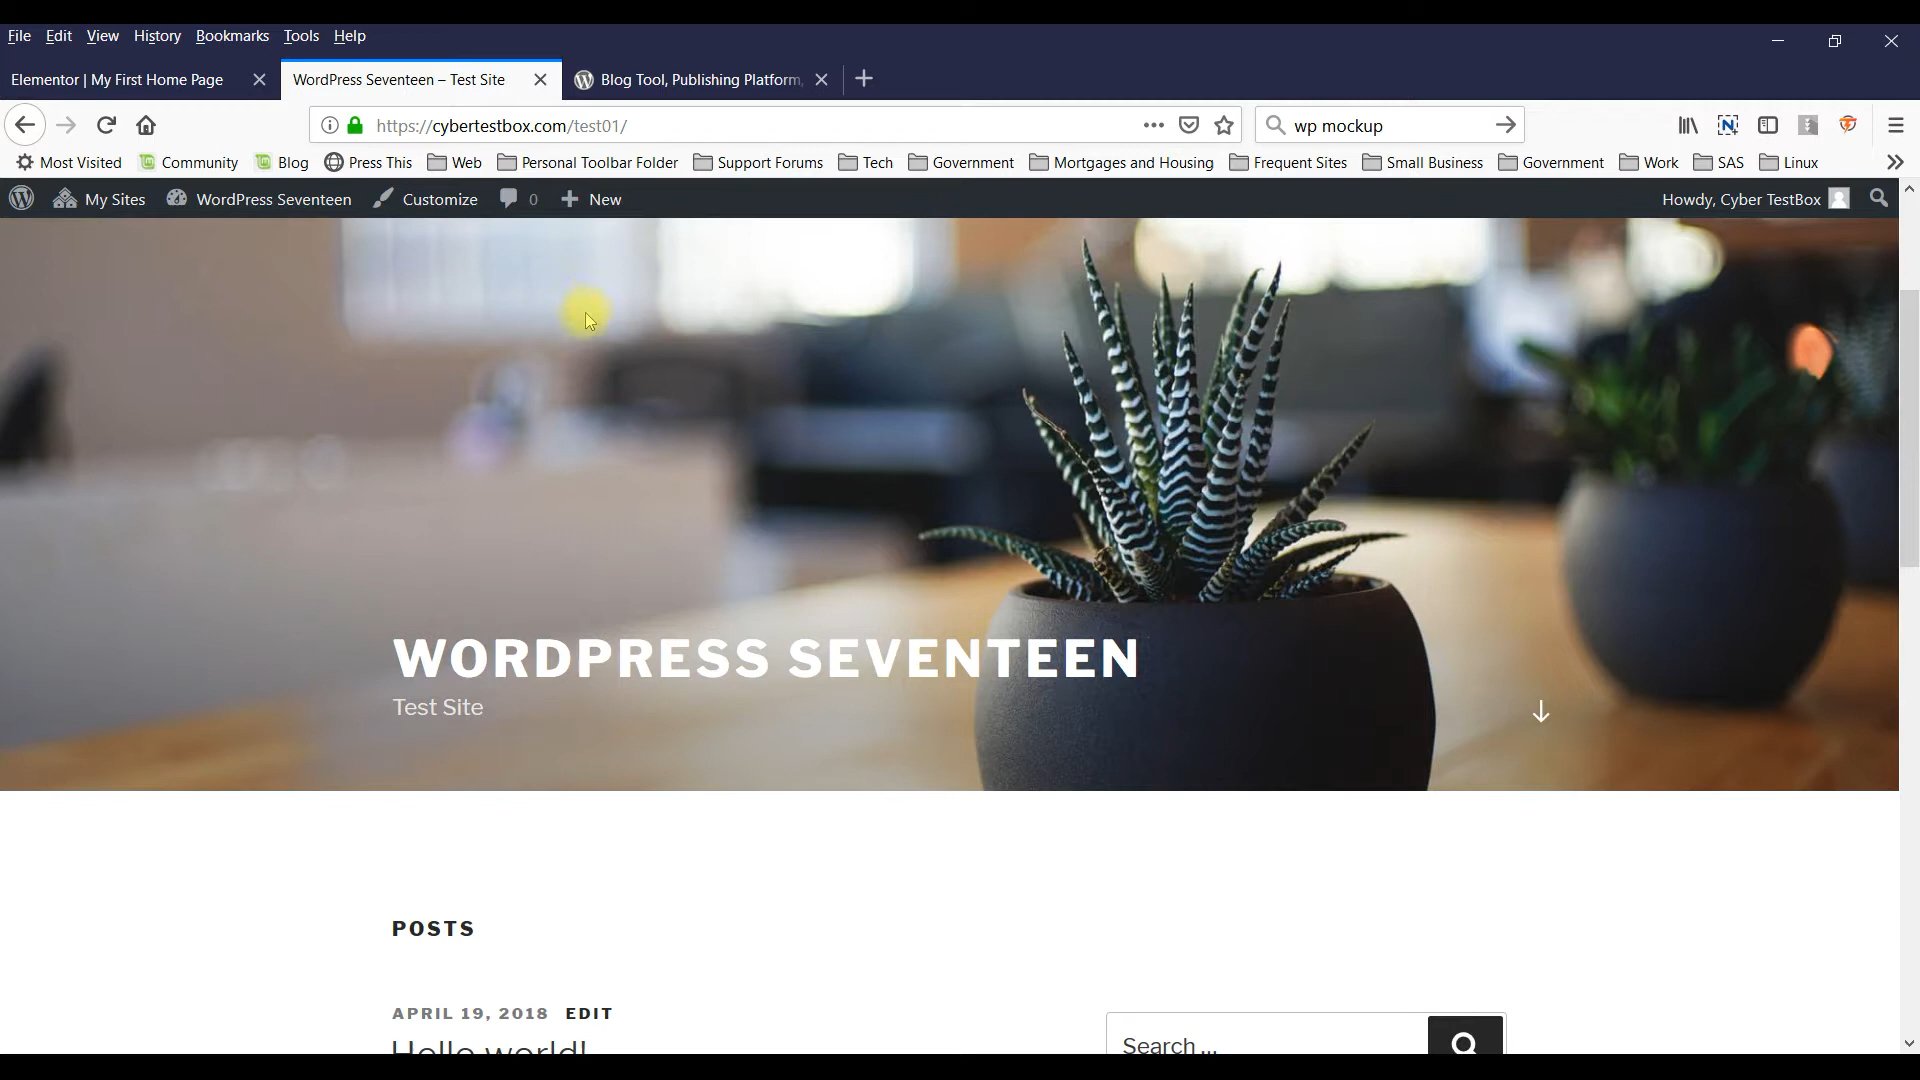 File Edit View History Bookmarks Tools Help
Elementor | My First Home Page
WordPress Seventeen – Test Site
Blog Tool, Publishing Platform,
https://cybertestbox.com/test01/
wp mockup
Most Visited Community Blog Press This Web Personal Toolbar Folder Support Forums Tech Government Mortgages and Housing Frequent Sites Small Business Government Work SAS Linux
My Sites WordPress Seventeen Customize 0 New Howdy, Cyber TestBox
WORDPRESS SEVENTEEN
Test Site
POSTS
APRIL 19, 2018 EDIT
Hello world!
Search ...